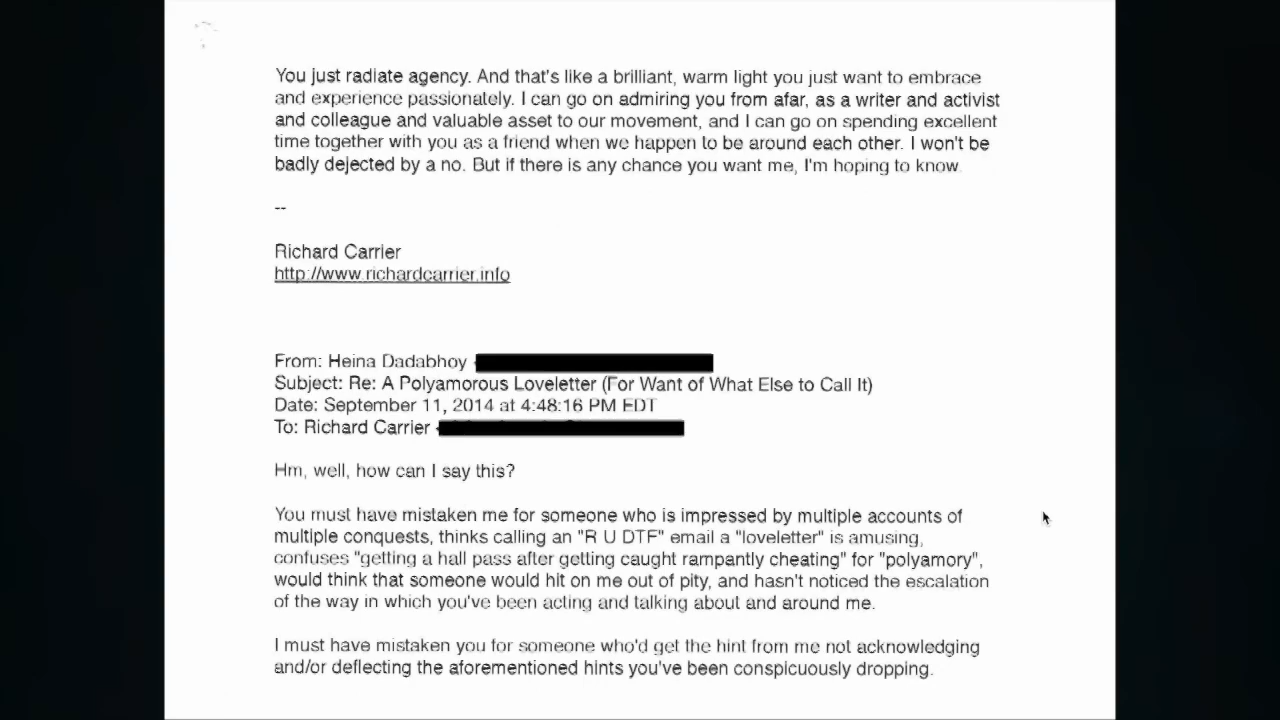 You just radiate agency. And that's like a brilliant, warm light you just want to embrace
and experience passionately. I can go on admiring you from afar, as a writer and activist
and colleague and valuable asset to our movement, and I can go on spending excellent
time together with you as a friend when we happen to be around each other. I won't be
badly dejected by a no. But if there is any chance you want me, I'm hoping to know.
--
Richard Carrier
http://www.richardcarrier.info
From: Heina Dadabhoy
Subject: Re: A Polyamorous Loveletter (For Want of What Else to Call It)
Date: September 11, 2014 at 4:48:16 PM EDT
To: Richard Carrier
Hm, well, how can I say this?
You must have mistaken me for someone who is impressed by multiple accounts of
multiple conquests, thinks calling an "R U DTF" email a "loveletter" is amusing,
confuses "getting a hall pass after getting caught rampantly cheating" for "polyamory",
would think that someone would hit on me out of pity, and hasn't noticed the escalation
of the way in which you've been acting and talking about and around me.
I must have mistaken you for someone who'd get the hint from me not acknowledging
and/or deflecting the aforementioned hints you've been conspicuously dropping.